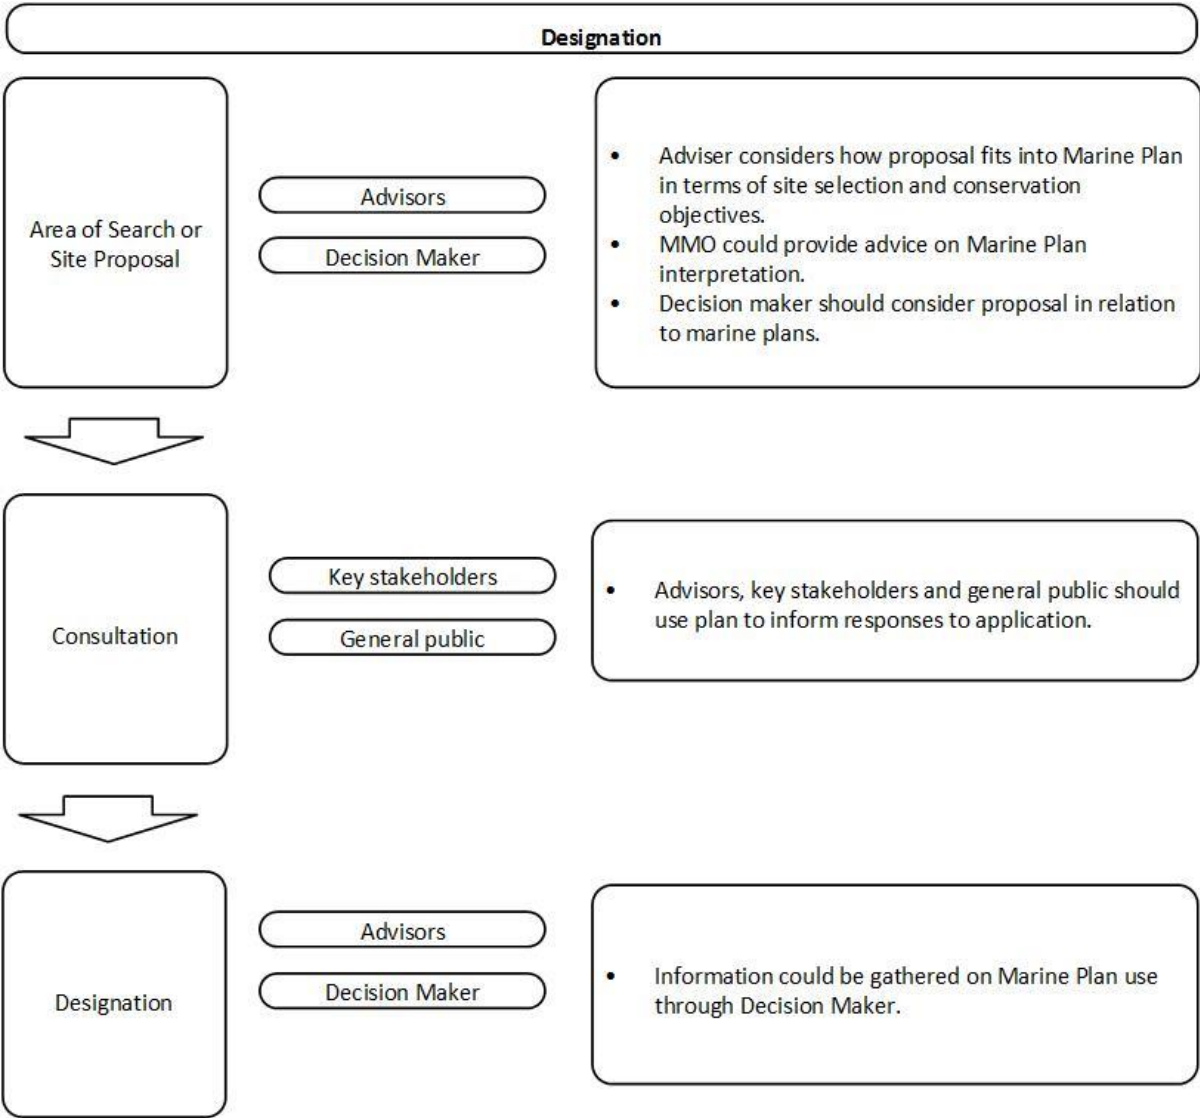 Designation
Area of Search or
Site Proposal
Advisors
Decision Maker
• Adviser considers how proposal fits into Marine Plan
in terms of site selection and conservation
objectives.
• MMO could provide advice on Marine Plan
interpretation.
• Decision maker should consider proposal in relation
to marine plans.
Consultation
Key stakeholders
General public
• Advisors, key stakeholders and general public should
use plan to inform responses to application.
Designation
Advisors
Decision Maker
• Information could be gathered on Marine Plan use
through Decision Maker.